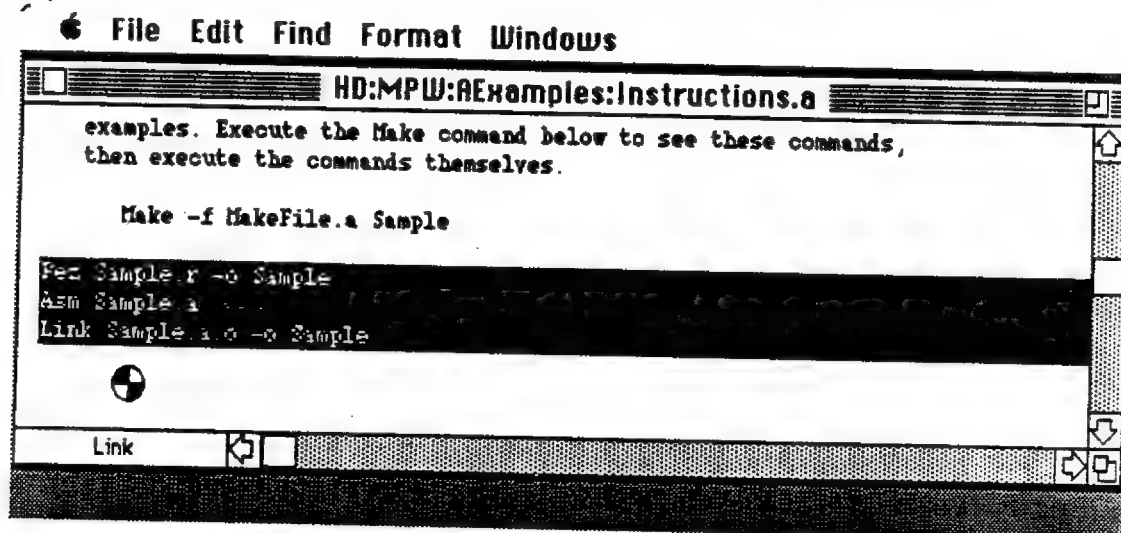 File Edit Find Format Windows
HD:MPW:AExamples:Instructions.a
examples. Execute the Make command below to see these commands,
then execute the commands themselves.
Make -f MakeFile.a Sample
Rez Sample.r -o Sample
Asm Sample.a
Link Sample.a.o -o Sample
Link